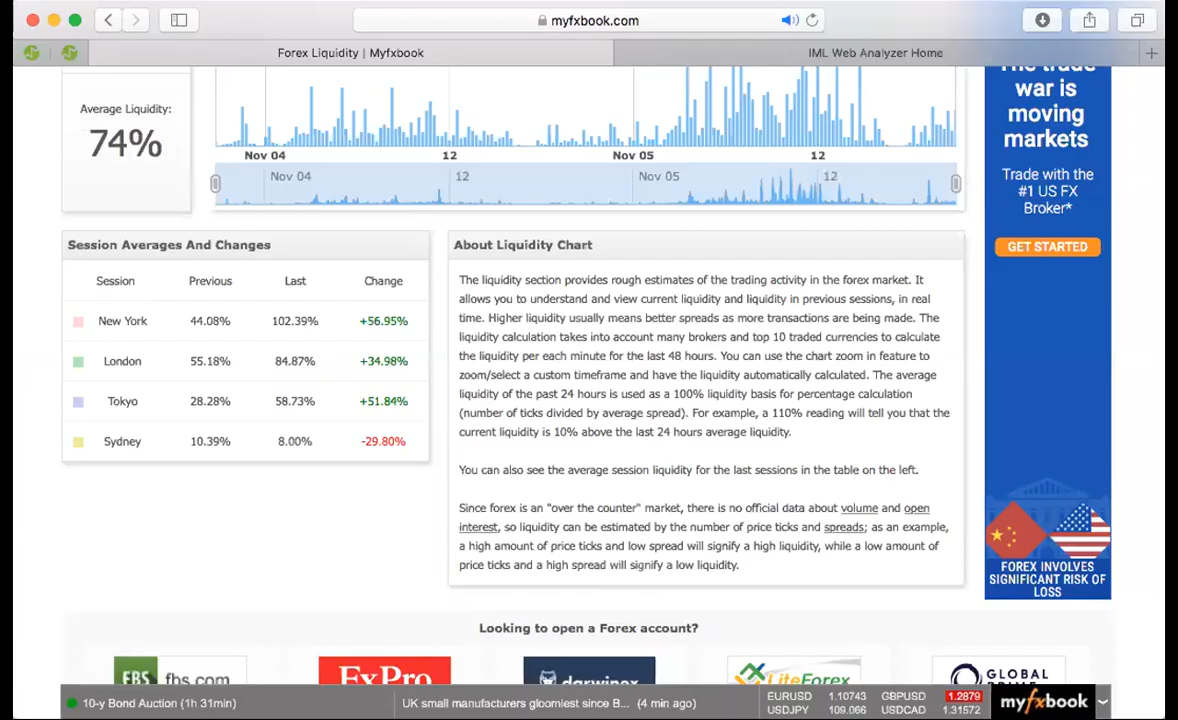 myfxbook.com
Forex Liquidity | Myfxbook
IML Web Analyzer Home
Average Liquidity:
74%
Nov 04 12 Nov 05 12
Nov 04 12 Nov 05 12
Session Averages And Changes
Session Previous Last Change
New York 44.08% 102.39% +56.95%
London 55.18% 84.87% +34.98%
Tokyo 28.28% 58.73% +51.84%
Sydney 10.39% 8.00% -29.80%
About Liquidity Chart
The liquidity section provides rough estimates of the trading activity in the forex market. It
allows you to understand and view current liquidity and liquidity in previous sessions, in real
time. Higher liquidity usually means better spreads as more transactions are being made. The
liquidity calculation takes into account many brokers and top 10 traded currencies to calculate
the liquidity per each minute for the last 48 hours. You can use the chart zoom in feature to
zoom/select a custom timeframe and have the liquidity automatically calculated. The average
liquidity of the past 24 hours is used as a 100% liquidity basis for percentage calculation
(number of ticks divided by average spread). For example, a 110% reading will tell you that the
current liquidity is 10% above the last 24 hours average liquidity.
You can also see the average session liquidity for the last sessions in the table on the left.
Since forex is an "over the counter" market, there is no official data about volume and open
interest, so liquidity can be estimated by the number of price ticks and spreads; as an example,
a high amount of price ticks and low spread will signify a high liquidity, while a low amount of
price ticks and a high spread will signify a low liquidity.
The trade
war is
moving
markets
Trade with the
#1 US FX
Broker*
GET STARTED
FOREX INVOLVES
SIGNIFICANT RISK OF
LOSS
Looking to open a Forex account?
FBS fbs.com
FxPro
darwinex
LiteForex
GLOBAL
10-y Bond Auction (1h 31min)
UK small manufacturers gloomiest since B... (4 min ago)
EURUSD 1.10743 GBPUSD 1.2879
USDJPY 109.066 USDCAD 1.31572
myfxbook